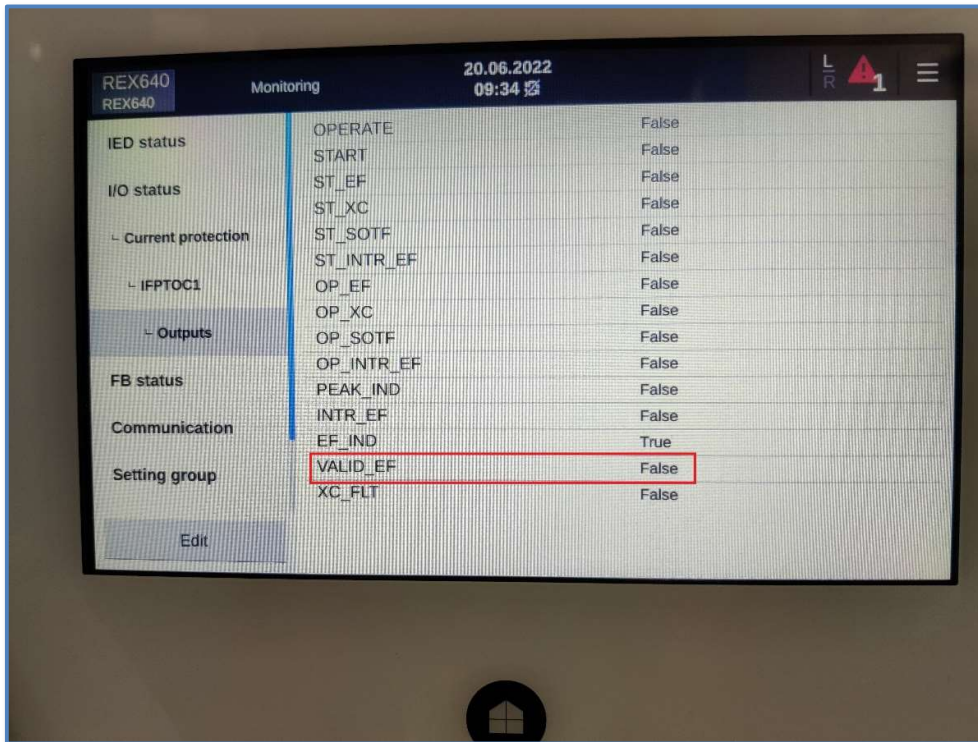 REX640
REX640
Monitoring
20.06.2022
09:34
L
R
1
IED status
I/O status
Current protection
IFPTOC1
Outputs
FB status
Communication
Setting group
Edit
OPERATE False
START False
ST_EF False
ST_XC False
ST_SOTF False
ST_INTR_EF False
OP_EF False
OP_XC False
OP_SOTF False
OP_INTR_EF False
PEAK_IND False
INTR_EF False
EF_IND True
VALID_EF False
XC_FLT False